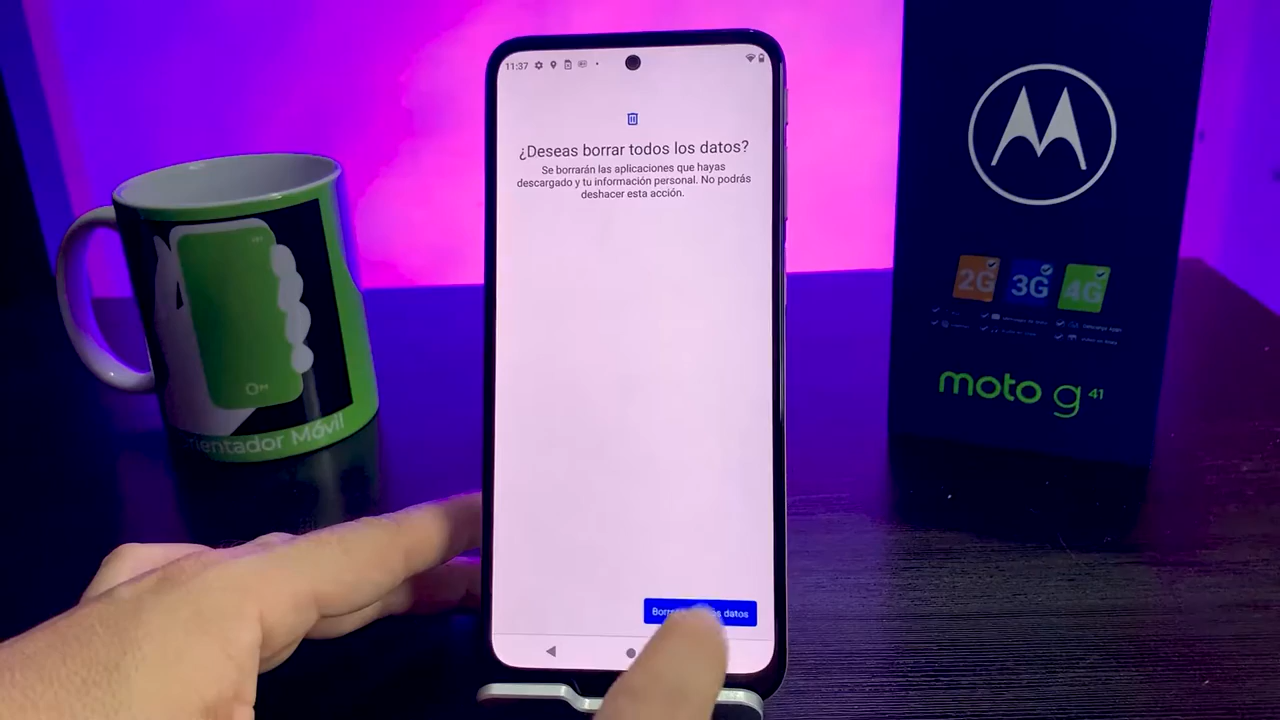 11:37
¿Deseas borrar todos los datos?
Se borrarán las aplicaciones que hayas
descargado y tu información personal. No podrás
deshacer esta acción.
datos
2G
3G
4G
moto g 41
Móvil